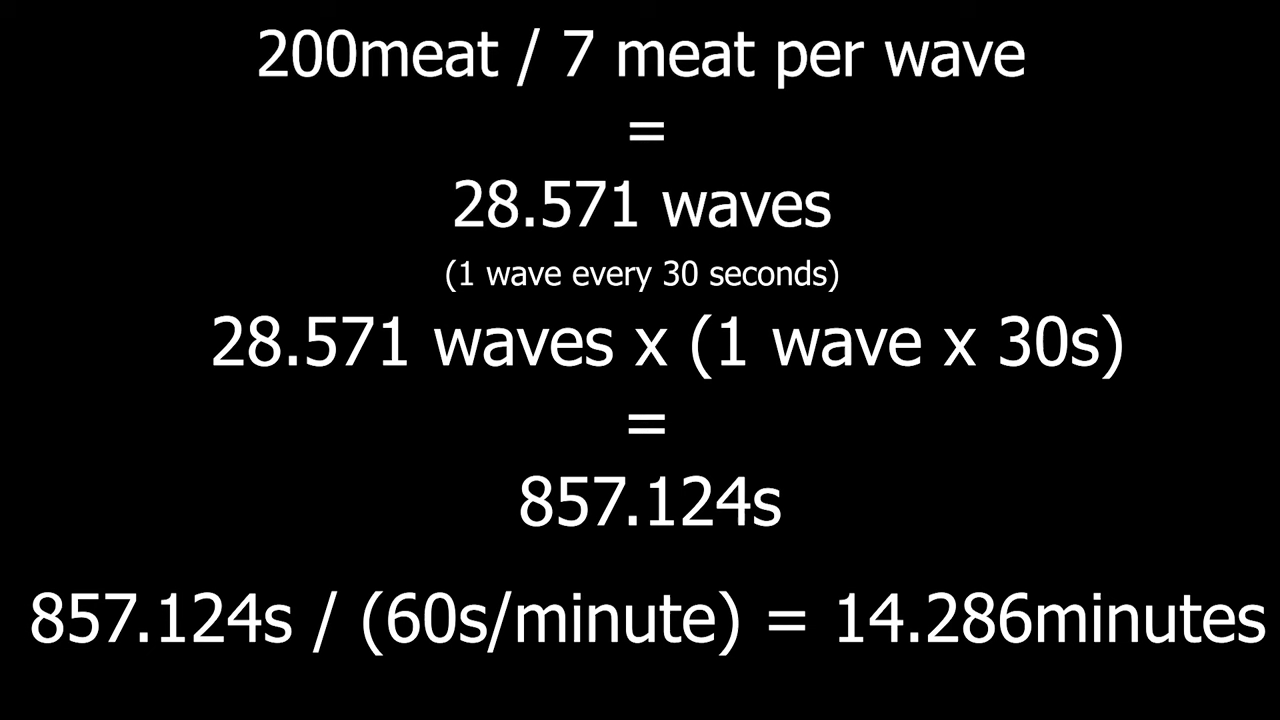 200meat / 7 meat per wave
=
28.571 waves
(1 wave every 30 seconds)
28.571 waves x (1 wave x 30s)
=
857.124s
857.124s / (60s/minute) = 14.286minutes